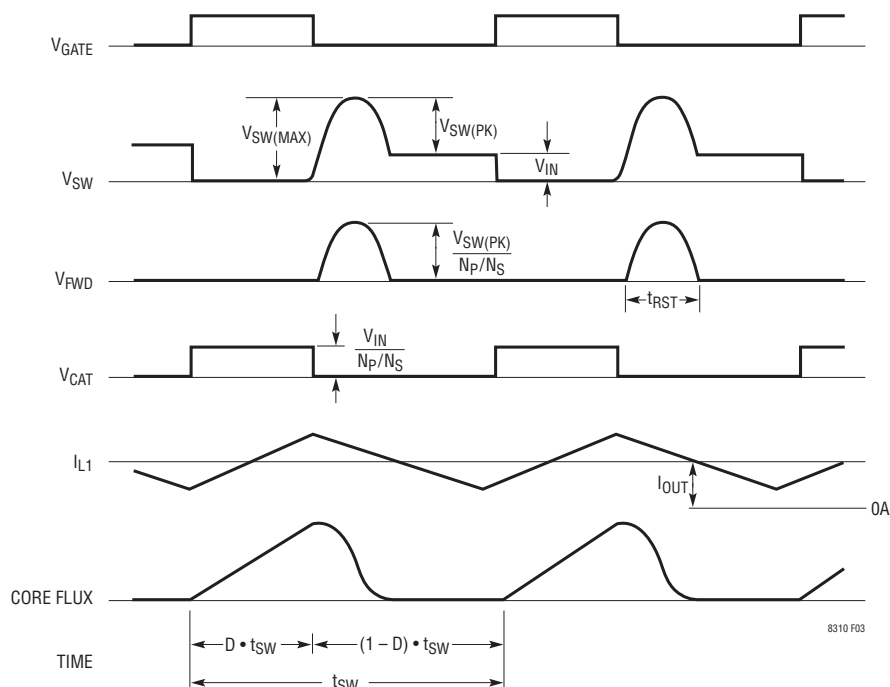 VGATE
VSW(MAX)
VSW(PK)
VIN
VSW
VSW(PK)
NP/NS
VFWD
tRST
VIN
NP/NS
VCAT
IL1
IOUT
0A
CORE FLUX
8310 F03
D • tSW
(1 – D) • tSW
TIME
tSW